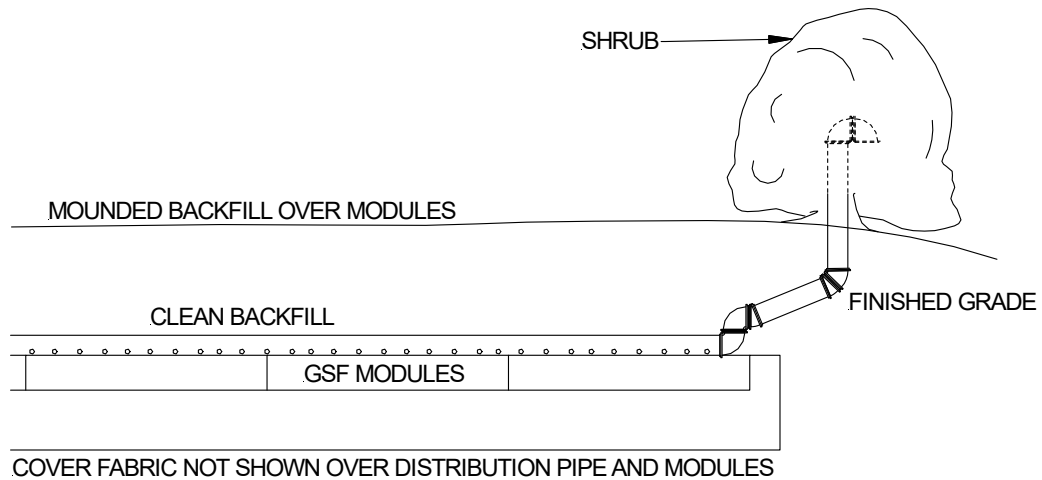 SHRUB
MOUNDED BACKFILL OVER MODULES
FINISHED GRADE
CLEAN BACKFILL
GSF MODULES
COVER FABRIC NOT SHOWN OVER DISTRIBUTION PIPE AND MODULES